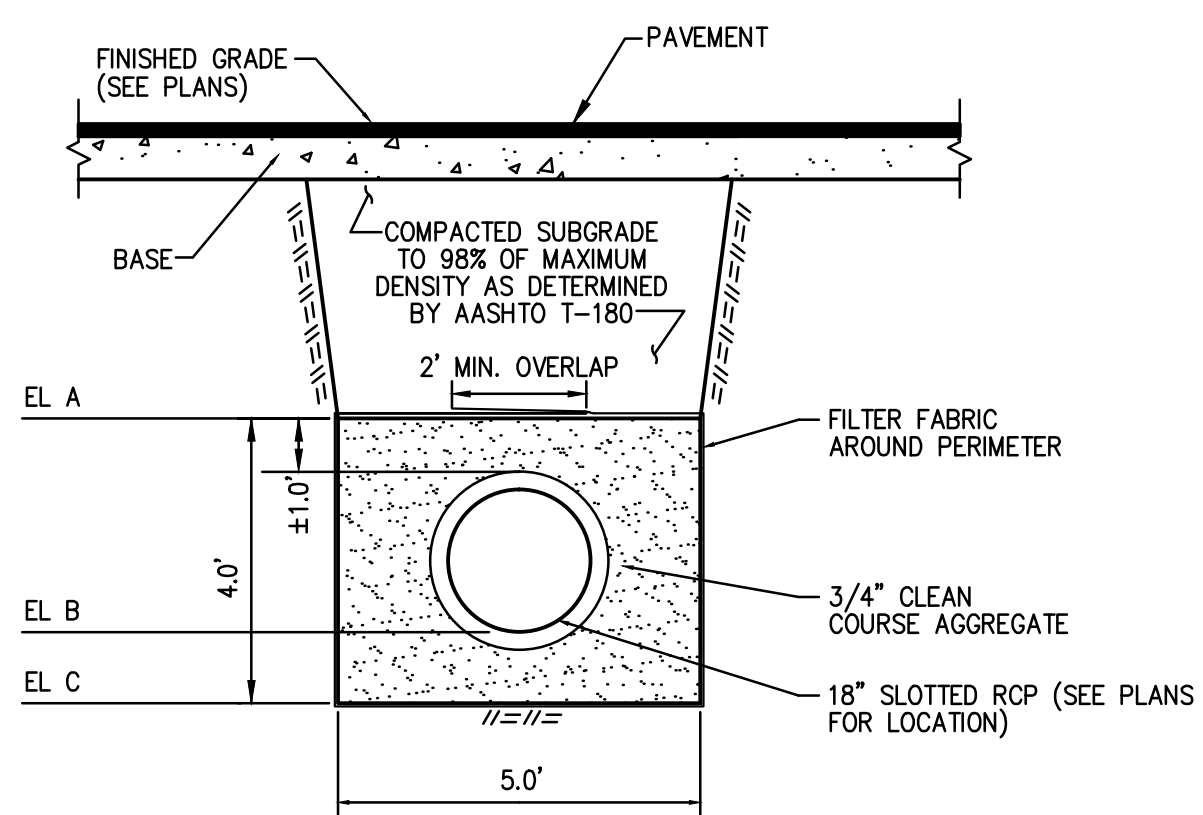 FINISHED GRADE
(SEE PLANS)
PAVEMENT
BASE
COMPACTED SUBGRADE
TO 98% OF MAXIMUM
DENSITY AS DETERMINED
BY AASHTO T-180
2' MIN. OVERLAP
EL A
FILTER FABRIC
AROUND PERIMETER
±1.0'
4.0'
EL B
3/4" CLEAN
COURSE AGGREGATE
EL C
18" SLOTTED RCP (SEE PLANS
FOR LOCATION)
5.0'